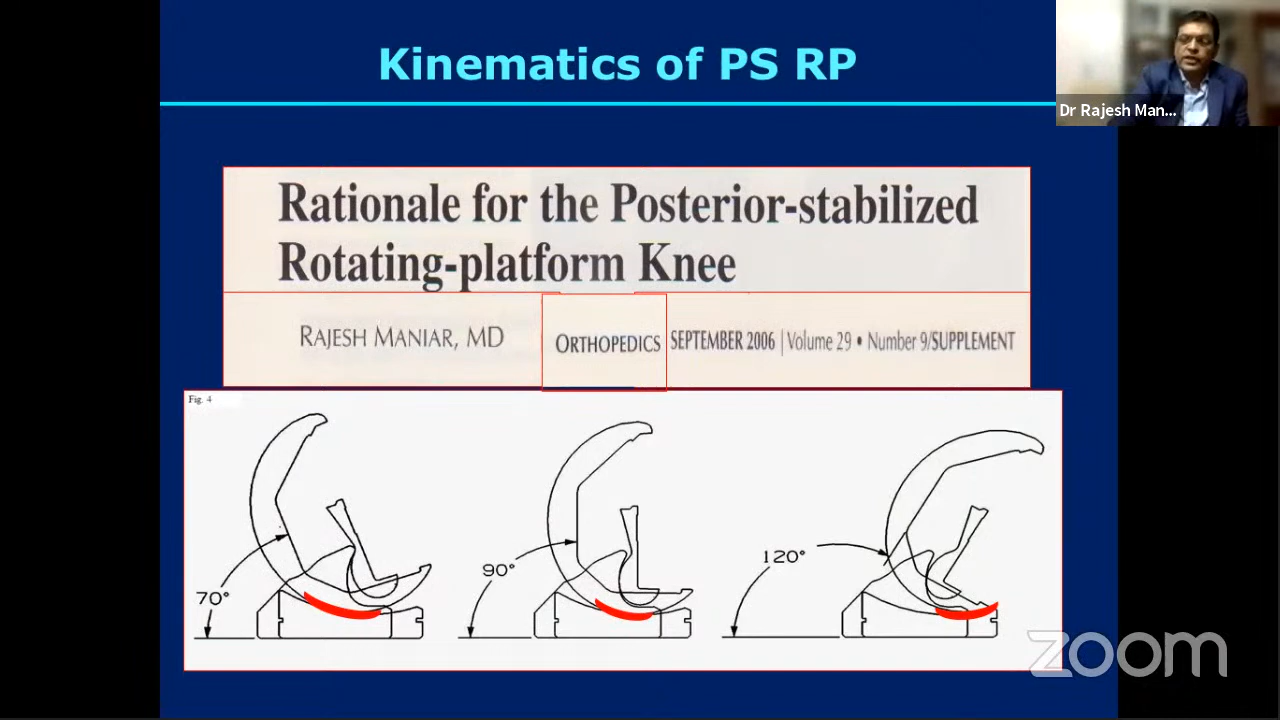 Kinematics of PS RP
Dr Rajesh Man...
Rationale for the Posterior-stabilized
Rotating-platform Knee
RAJESH MANIAR, MD
ORTHOPEDICS
SEPTEMBER 2006 | Volume 29 • Number 9/SUPPLEMENT
Fig. 4
70°
90°
120°
zoom